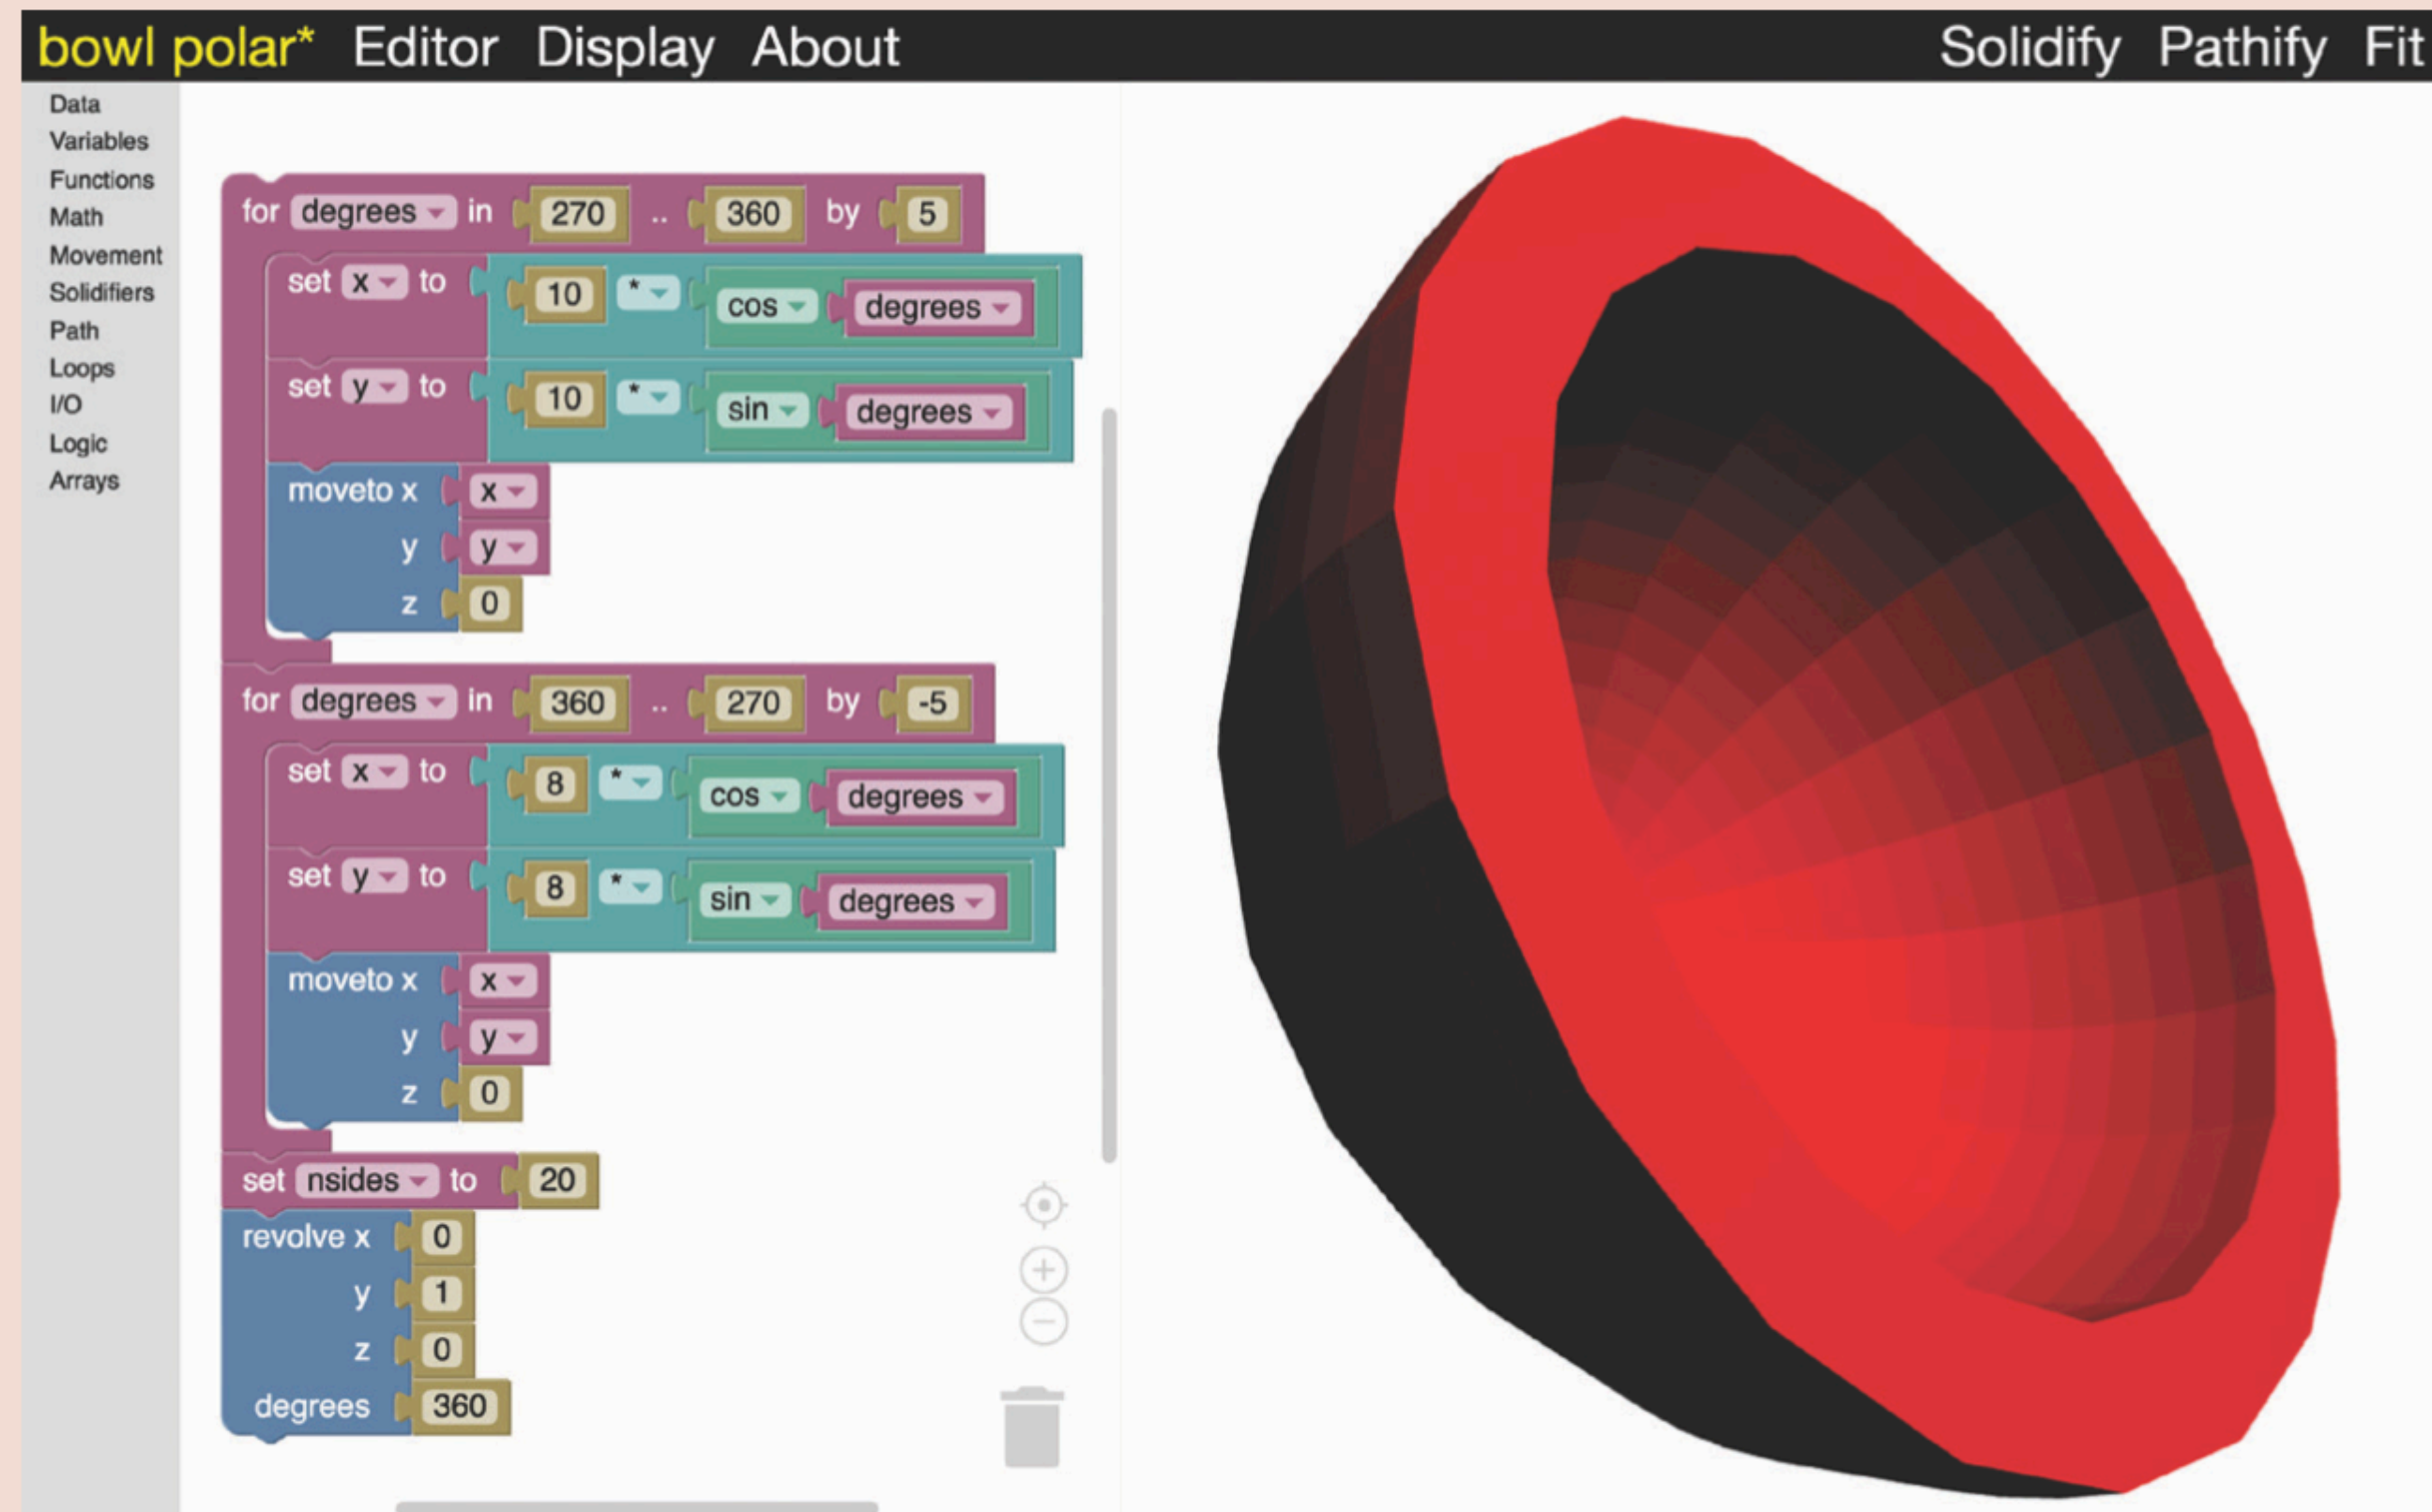 bowl polar* Editor Display About Solidify Pathify Fit
Data
Variables
Functions
Math
Movement
Solidifiers
Path
Loops
I/O
Logic
Arrays
for degrees in 270 .. 360 by 5
set x to 10 * cos degrees
set y to 10 * sin degrees
moveto x x
y y
z 0
for degrees in 360 .. 270 by -5
set x to 8 * cos degrees
set y to 8 * sin degrees
moveto x x
y y
z 0
set nsides to 20
revolve x 0
y 1
z 0
degrees 360